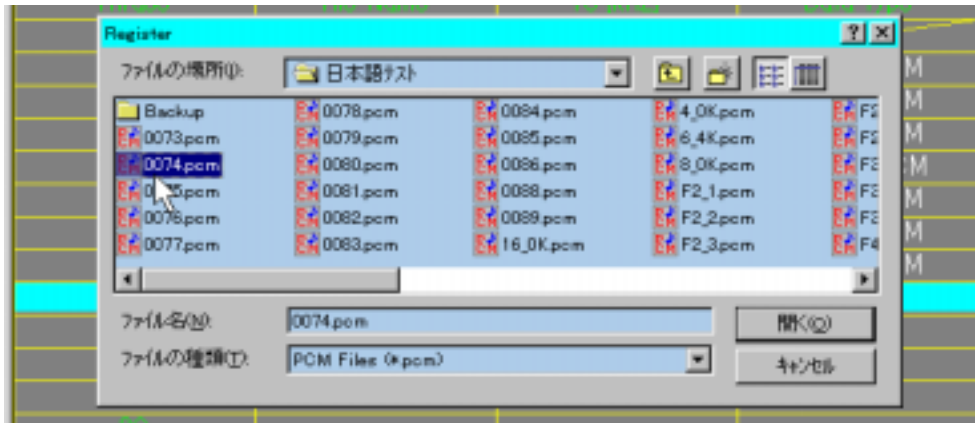 Register
ファイルの場所(I):
日本語テスト
Backup
0073.pcm
0074.pcm
0076.pcm
0077.pcm
0078.pcm
0079.pcm
0080.pcm
0081.pcm
0082.pcm
0083.pcm
0084.pcm
0085.pcm
0086.pcm
0088.pcm
0089.pcm
16_0K.pcm
4_0K.pcm
6_4K.pcm
8_0K.pcm
F2_1.pcm
F2_2.pcm
F2_3.pcm
ファイル名(N):
0074.pcm
開く(O)
ファイルの種類(T):
PCM Files (*.pcm)
キャンセル